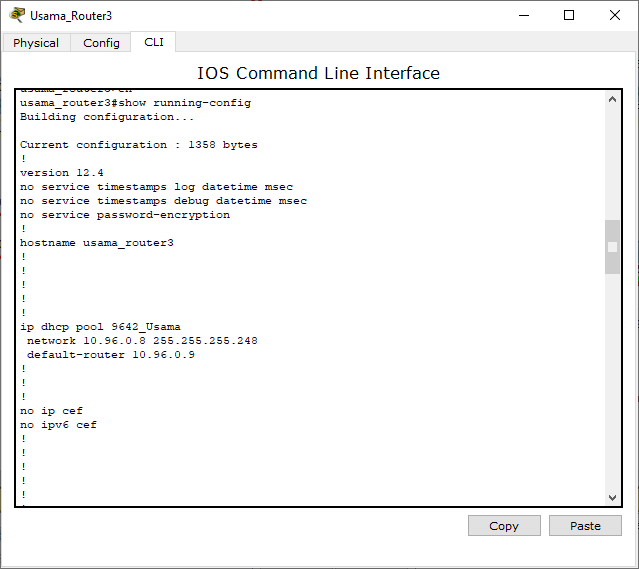 Usama_Router3
Physical Config CLI
IOS Command Line Interface
usama_router3#show running-config
Building configuration...
Current configuration : 1358 bytes
!
version 12.4
no service timestamps log datetime msec
no service timestamps debug datetime msec
no service password-encryption
!
hostname usama_router3
!
!
!
!
!
ip dhcp pool 9642_Usama
network 10.96.0.8 255.255.255.248
default-router 10.96.0.9
!
!
!
no ip cef
no ipv6 cef
!
!
!
!
!
Copy Paste